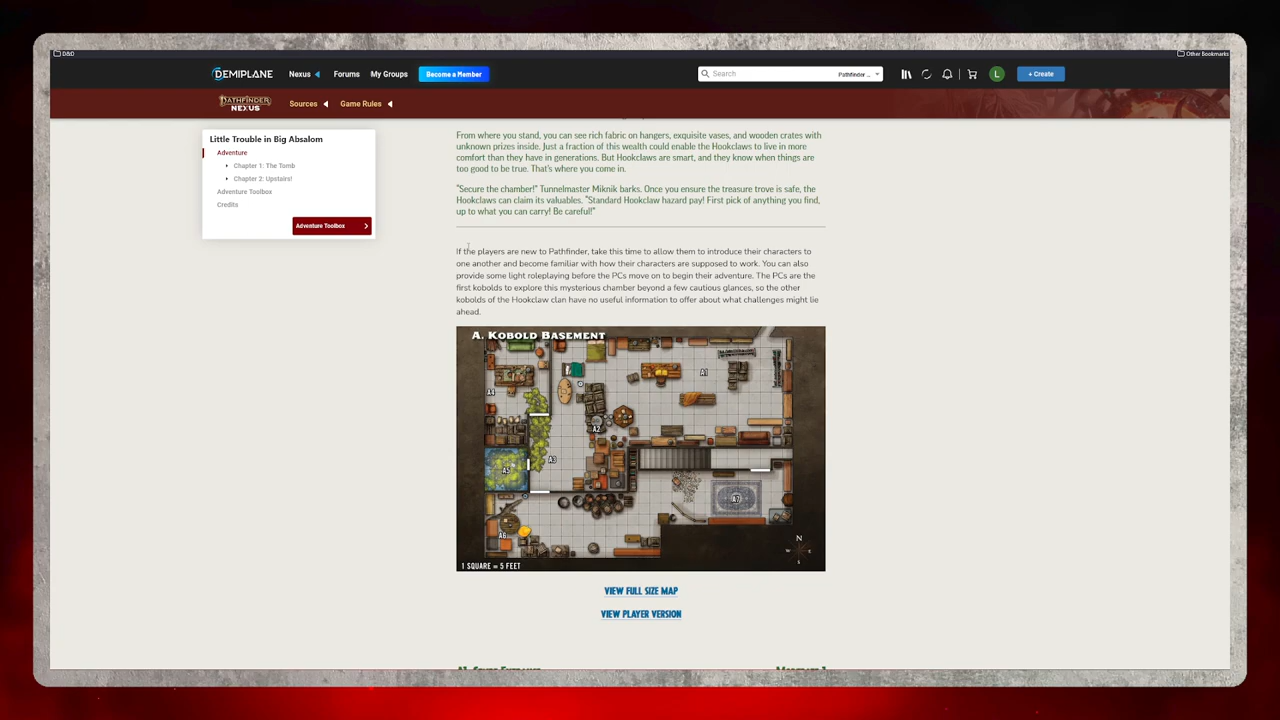 D&D
Other Bookmarks
DEMIPLANE
Nexus
Forums
My Groups
Become a Member
Search
Pathfinder ...
L
+ Create
PATHFINDER
NEXUS
Sources
Game Rules
Little Trouble in Big Absalom
Adventure
Chapter 1: The Tomb
Chapter 2: Upstairs!
Adventure Toolbox
Credits
Adventure Toolbox
From where you stand, you can see rich fabric on hangers, exquisite vases, and wooden crates with
unknown prizes inside. Just a fraction of this wealth could enable the Hookclaws to live in more
comfort than they have in generations. But Hookclaws are smart, and they know when things are
too good to be true. That's where you come in.
"Secure the chamber!" Tunnelmaster Miknik barks. Once you ensure the treasure trove is safe, the
Hookclaws can claim its valuables. "Standard Hookclaw hazard pay! First pick of anything you find,
up to what you can carry! Be careful!"
If the players are new to Pathfinder, take this time to allow them to introduce their characters to
one another and become familiar with how their characters are supposed to work. You can also
provide some light roleplaying before the PCs move on to begin their adventure. The PCs are the
first kobolds to explore this mysterious chamber beyond a few cautious glances, so the other
kobolds of the Hookclaw clan have no useful information to offer about what challenges might lie
ahead.
A. KOBOLD BASEMENT
A1
A4
A2
A3
A5
A7
A6
N
W E
S
1 SQUARE = 5 FEET
VIEW FULL SIZE MAP
VIEW PLAYER VERSION